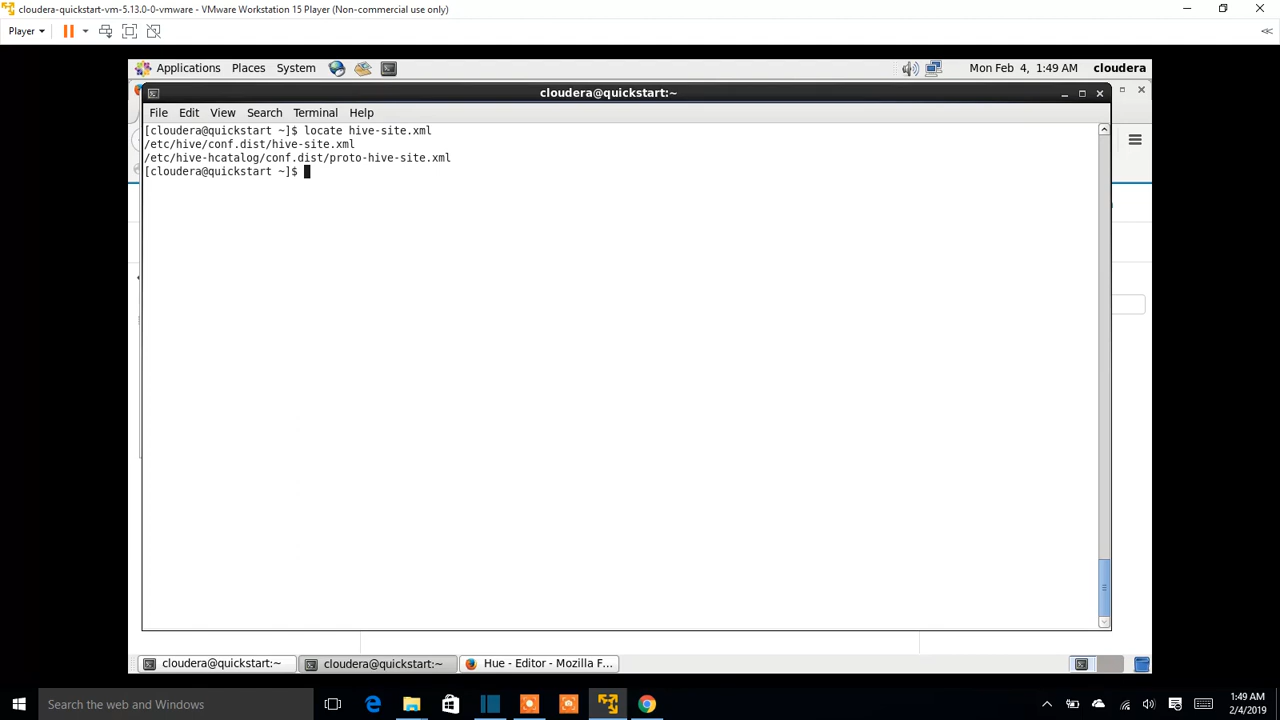 cloudera-quickstart-vm-5.13.0-0-vmware - VMware Workstation 15 Player (Non-commercial use only)
Player
Applications Places System Mon Feb 4, 1:49 AM cloudera
cloudera@quickstart:~
File Edit View Search Terminal Help
[cloudera@quickstart ~]$ locate hive-site.xml
/etc/hive/conf.dist/hive-site.xml
/etc/hive-hcatalog/conf.dist/proto-hive-site.xml
[cloudera@quickstart ~]$
cloudera@quickstart:~ cloudera@quickstart:~ Hue - Editor - Mozilla F...
Search the web and Windows
1:49 AM
2/4/2019